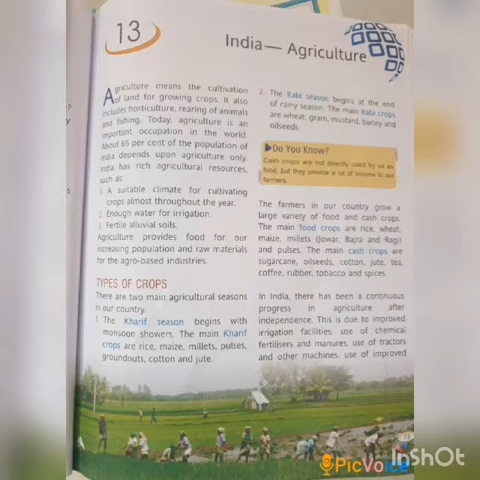 13
India— Agriculture
Agriculture means the cultivation
of land for growing crops. It also
includes horticulture, rearing of animals
and fishing. Today, agriculture is an
important occupation in the world.
About 65 per cent of the population of
India depends upon agriculture only.
India has rich agricultural resources,
such as:
1. A suitable climate for cultivating
crops almost throughout the year.
2. Enough water for irrigation.
3. Fertile alluvial soils.
Agriculture provides food for our
increasing population and raw materials
for the agro-based industries.
TYPES OF CROPS
There are two main agricultural seasons
in our country.
1. The Kharif season begins with
monsoon showers. The main Kharif
crops are rice, maize, millets, pulses,
groundnuts, cotton and jute.
2. The Rabi season begins at the end
of rainy season. The main Rabi crops
are wheat, gram, mustard, barley and
oilseeds.
Do You Know?
Cash crops are not directly used by us as
food, but they provide a lot of income to our
farmers.
The farmers in our country grow a
large variety of food and cash crops.
The main food crops are rice, wheat,
maize, millets (Jowar, Bajra and Ragi)
and pulses. The main cash crops are
sugarcane, oilseeds, cotton, jute, tea,
coffee, rubber, tobacco and spices.
In India, there has been a continuous
progress in agriculture after
independence. This is due to improved
irrigation facilities, use of chemical
fertilisers and manures, use of tractors
and other machines, use of improved
73
PicVoice
InShOt